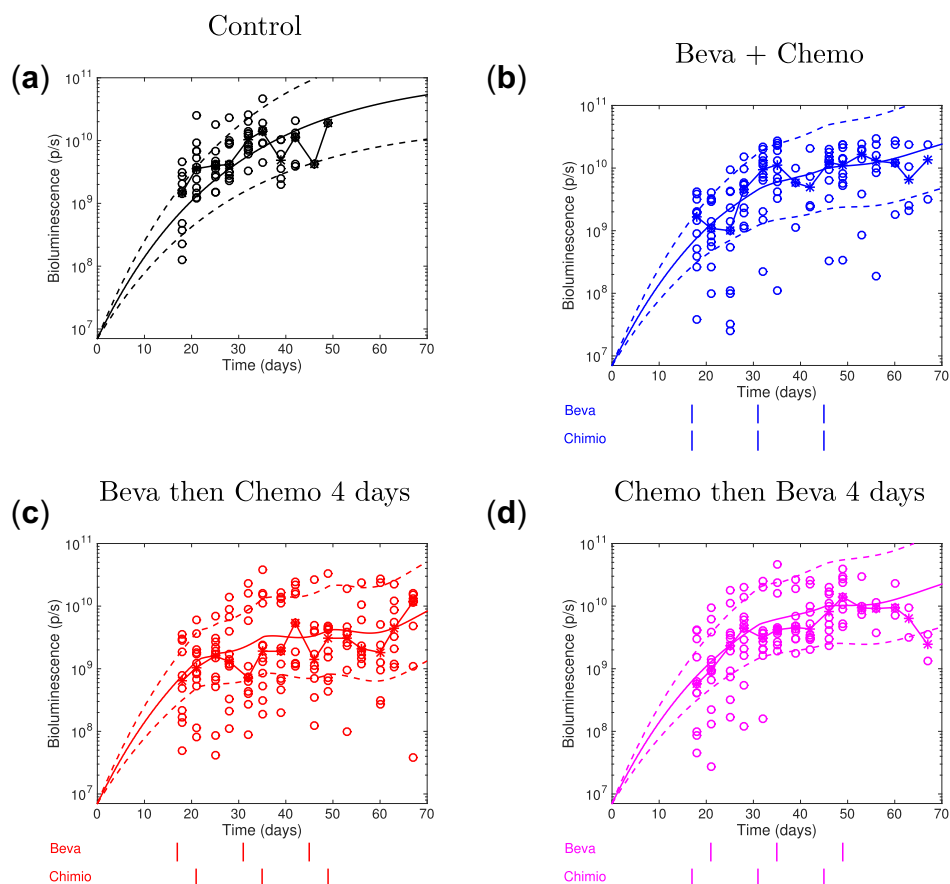 Control
(a)
10^11
10^10
10^9
10^8
10^7
Bioluminescence (p/s)
0 10 20 30 40 50 60 70
Time (days)
Beva + Chemo
(b)
10^11
10^10
10^9
10^8
10^7
Bioluminescence (p/s)
0 10 20 30 40 50 60 70
Time (days)
Beva
Chimio
Beva then Chemo 4 days
(c)
10^11
10^10
10^9
10^8
10^7
Bioluminescence (p/s)
0 10 20 30 40 50 60 70
Time (days)
Beva
Chimio
Chemo then Beva 4 days
(d)
10^11
10^10
10^9
10^8
10^7
Bioluminescence (p/s)
0 10 20 30 40 50 60 70
Time (days)
Beva
Chimio